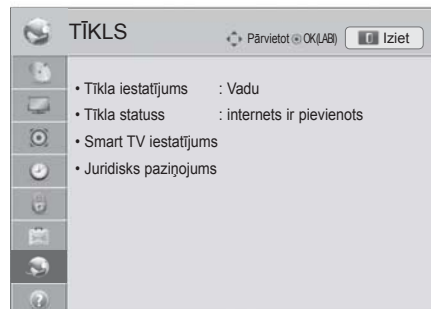 TĪKLS
Pārvietot OK(LABI) Iziet
• Tīkla iestatījums : Vadu
• Tīkla statuss : internets ir pievienots
• Smart TV iestatījums
• Juridisks paziņojums